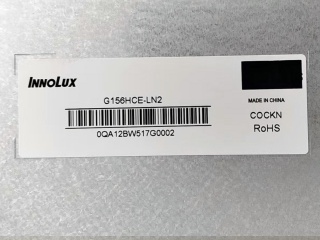 INNOLUX
G156HCE-LN2
MADE IN CHINA
0QA12BW517G0002
COCKN
RoHS